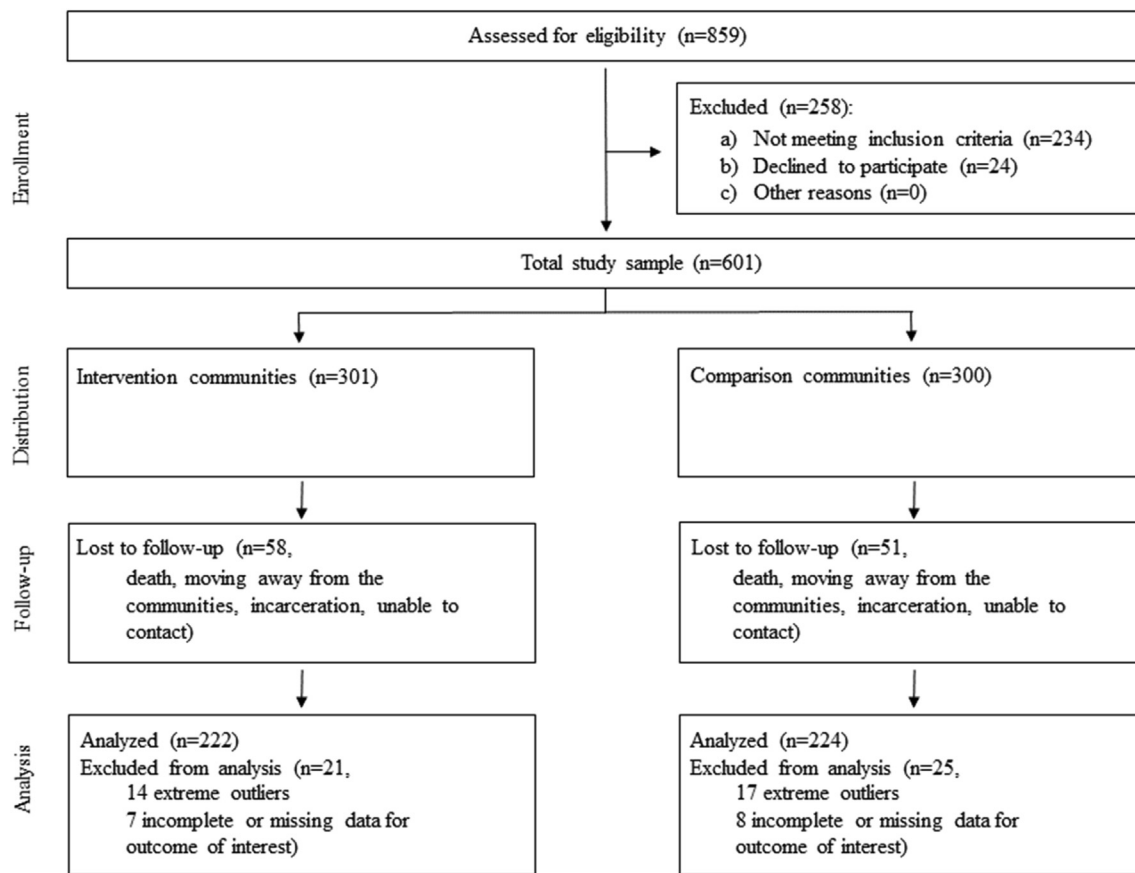 Assessed for eligibility (n=859)
Enrollment
Excluded (n=258):
a) Not meeting inclusion criteria (n=234)
b) Declined to participate (n=24)
c) Other reasons (n=0)
Total study sample (n=601)
Distribution
Intervention communities (n=301)
Comparison communities (n=300)
Follow-up
Lost to follow-up (n=58,
death, moving away from the
communities, incarceration, unable to
contact)
Lost to follow-up (n=51,
death, moving away from the
communities, incarceration, unable to
contact)
Analysis
Analyzed (n=222)
Excluded from analysis (n=21,
14 extreme outliers
7 incomplete or missing data for
outcome of interest)
Analyzed (n=224)
Excluded from analysis (n=25,
17 extreme outliers
8 incomplete or missing data for
outcome of interest)